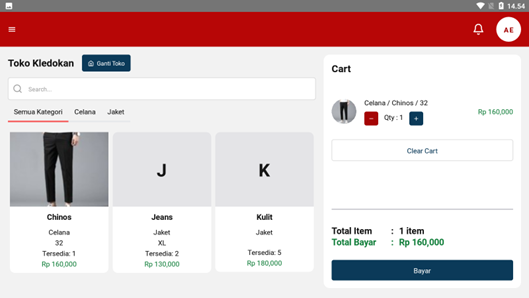 14.54
AE
Toko Kledokan
Ganti Toko
Search...
Semua Kategori Celana Jaket
Chinos
Celana
32
Tersedia: 1
Rp 160,000
J
Jeans
Jaket
XL
Tersedia: 2
Rp 130,000
K
Kulit
Jaket
Tersedia: 5
Rp 180,000
Cart
Celana / Chinos / 32
− Qty : 1 +
Rp 160,000
Clear Cart
Total Item : 1 item
Total Bayar : Rp 160,000
Bayar